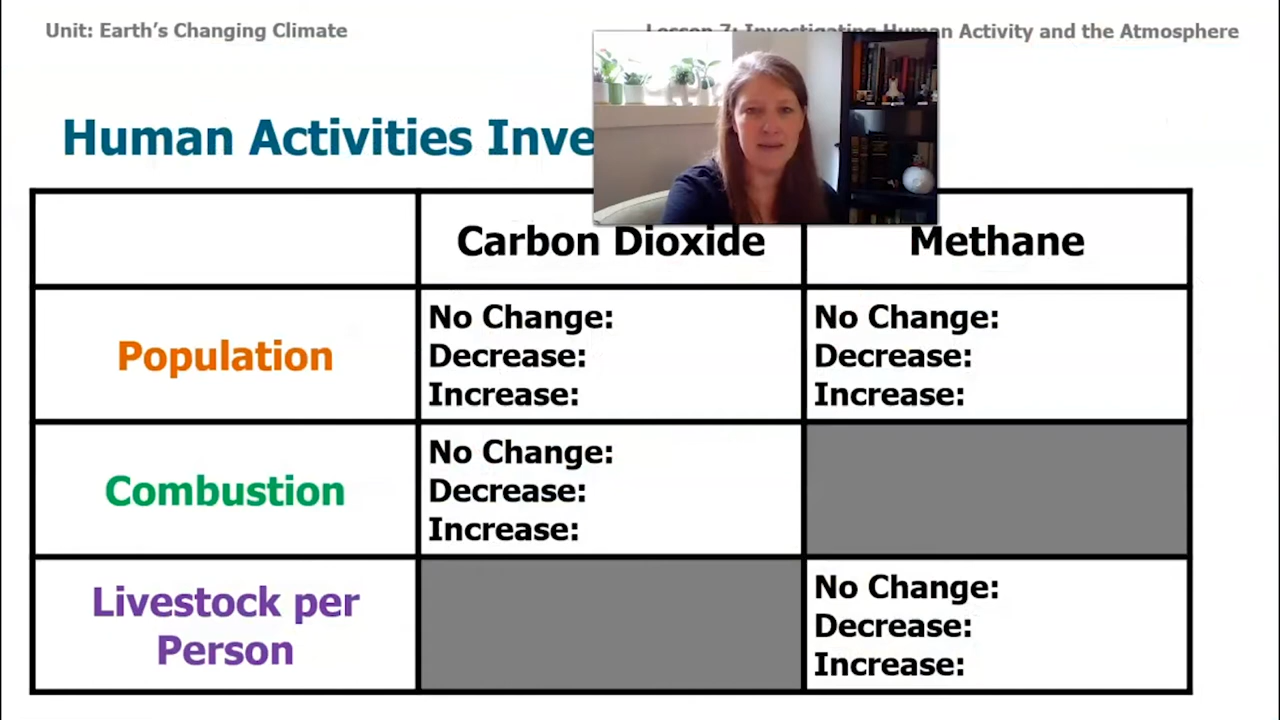 Unit: Earth's Changing Climate
Lesson 7: Investigating Human Activity and the Atmosphere
Human Activities Inve
Carbon Dioxide
Methane
Population
No Change:
Decrease:
Increase:
No Change:
Decrease:
Increase:
Combustion
No Change:
Decrease:
Increase:
Livestock per
Person
No Change:
Decrease:
Increase: